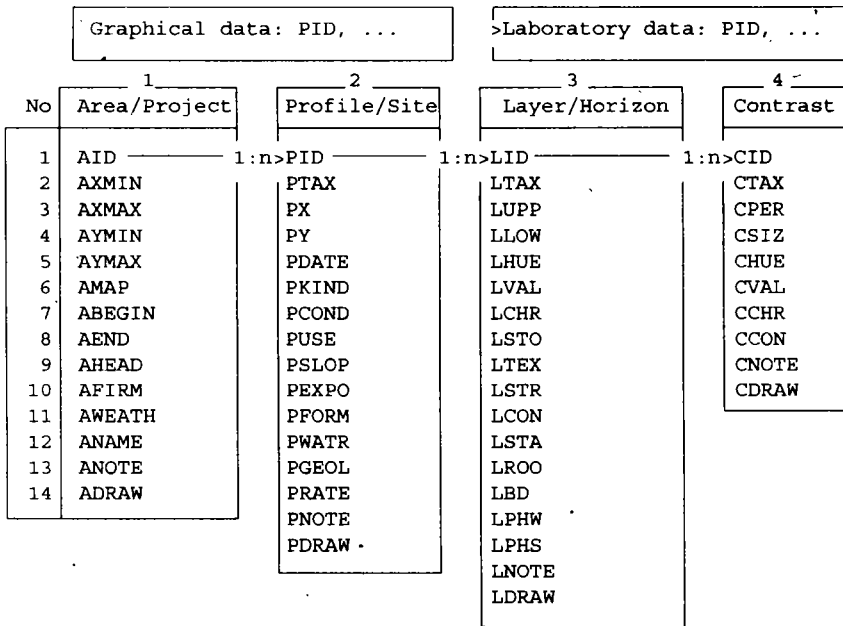 Graphical data: PID, ... >Laboratory data: PID, ...
1 2 3 4
No Area/Project Profile/Site Layer/Horizon Contrast
1 AID 1:n>PID 1:n>LID 1:n>CID
2 AXMIN PTAX LTAX CTAX
3 AXMAX PX LUPP CPER
4 AYMIN PY LLOW CSIZ
5 AYMAX PDATE LHUE CHUE
6 AMAP PKIND LVAL CVAL
7 ABEGIN PCOND LCHR CCHR
8 AEND PUSE LSTO CCON
9 AHEAD PSLOP LTEX CNOTE
10 AFIRM PEXPO LSTR CDRAW
11 AWEATH PFORM LCON
12 ANAME PWATR LSTA
13 ANOTE PGEOL LROO
14 ADRAW PRATE LBD
PNOTE LPHW
PDRAW LPHS
LNOTE
LDRAW